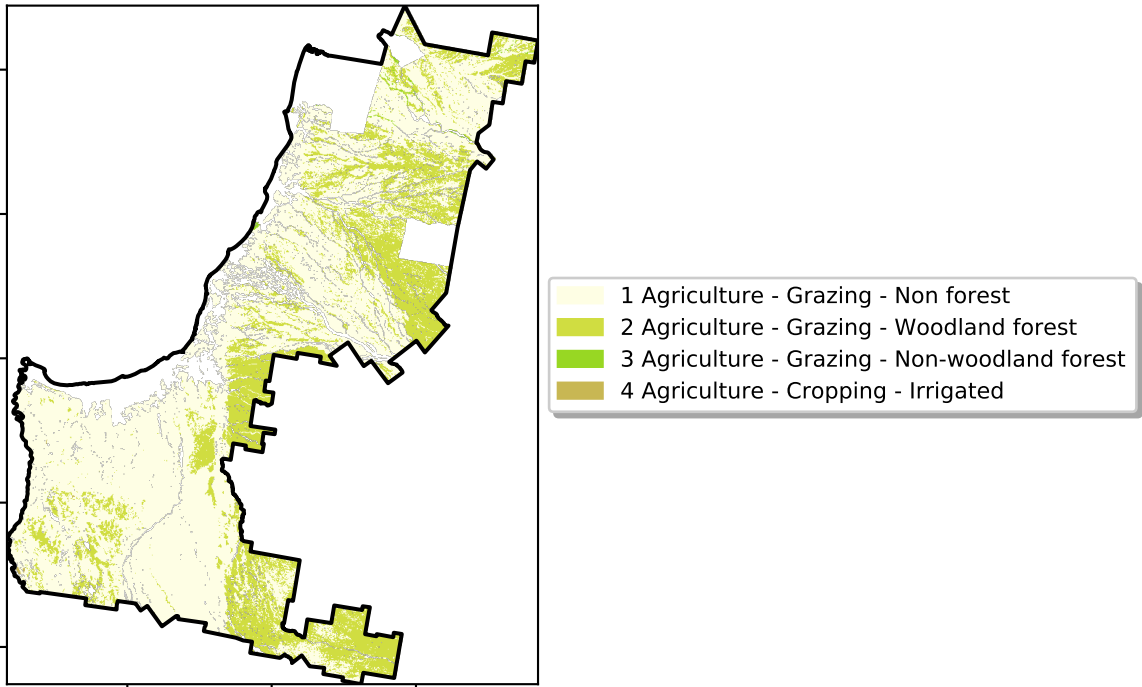 1 Agriculture - Grazing - Non forest
2 Agriculture - Grazing - Woodland forest
3 Agriculture - Grazing - Non-woodland forest
4 Agriculture - Cropping - Irrigated